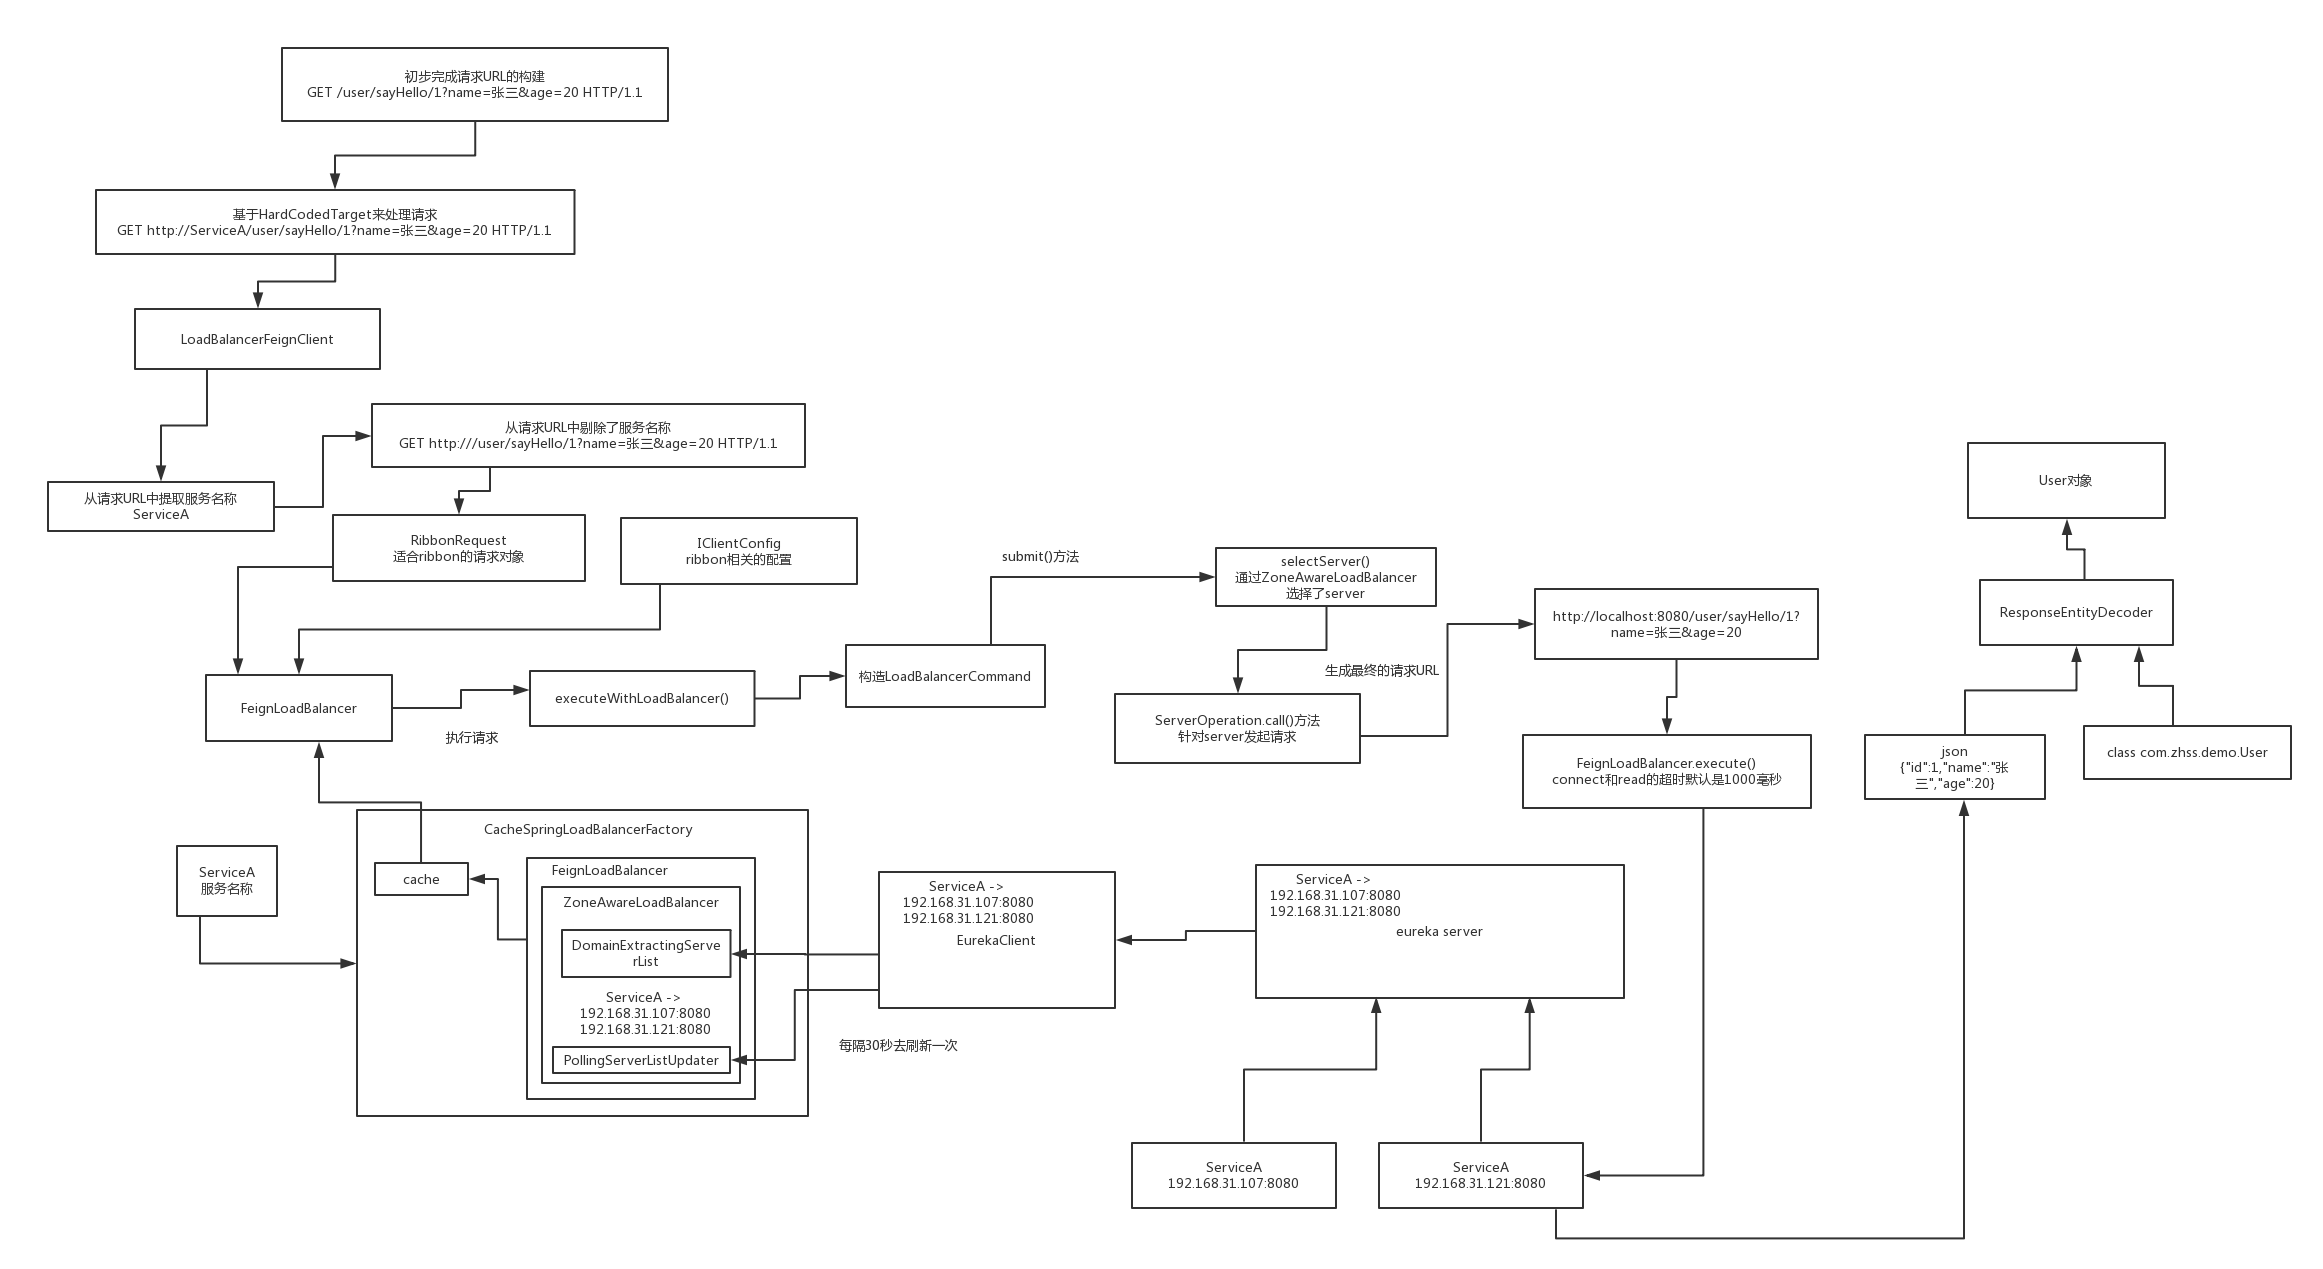 初步完成请求URL的构建
GET /user/sayHello/1?name=张三&age=20 HTTP/1.1
基于HardCodedTarget来处理请求
GET http://ServiceA/user/sayHello/1?name=张三&age=20 HTTP/1.1
LoadBalancerFeignClient
从请求URL中剔除了服务名称
GET http:///user/sayHello/1?name=张三&age=20 HTTP/1.1
从请求URL中提取服务名称
ServiceA
RibbonRequest
适合ribbon的请求对象
IClientConfig
ribbon相关的配置
FeignLoadBalancer
执行请求
executeWithLoadBalancer()
构造LoadBalancerCommand
submit()方法
selectServer()
通过ZoneAwareLoadBalancer
选择了server
ServerOperation.call()方法
针对server发起请求
生成最终的请求URL
http://localhost:8080/user/sayHello/1?
name=张三&age=20
FeignLoadBalancer.execute()
connect和read的超时默认是1000毫秒
User对象
ResponseEntityDecoder
json
{"id":1,"name":"张
三","age":20}
class com.zhss.demo.User
ServiceA
服务名称
CacheSpringLoadBalancerFactory
cache
FeignLoadBalancer
ZoneAwareLoadBalancer
DomainExtractingServe
rList
ServiceA ->
192.168.31.107:8080
192.168.31.121:8080
PollingServerListUpdater
每隔30秒去刷新一次
ServiceA ->
192.168.31.107:8080
192.168.31.121:8080
EurekaClient
ServiceA ->
192.168.31.107:8080
192.168.31.121:8080
eureka server
ServiceA
192.168.31.107:8080
ServiceA
192.168.31.121:8080